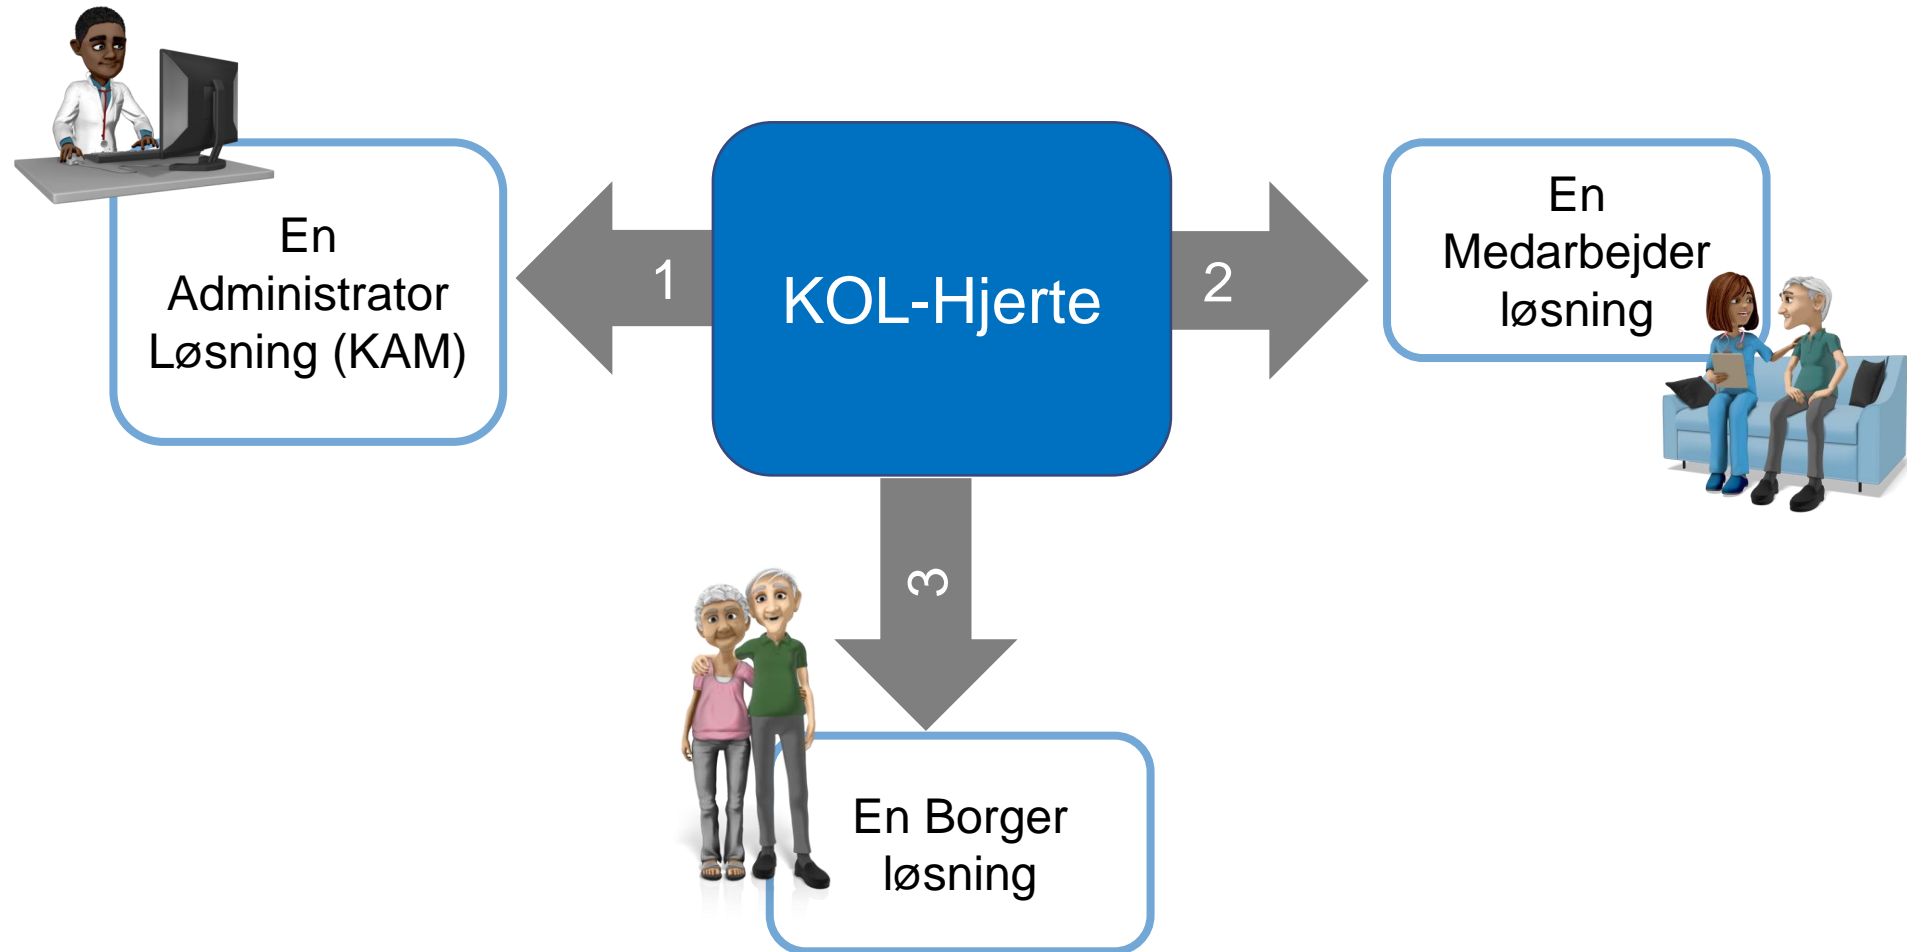 En
Administrator
Løsning (KAM)
1
KOL-Hjerte
2
En
Medarbejder
løsning
3
En Borger
løsning